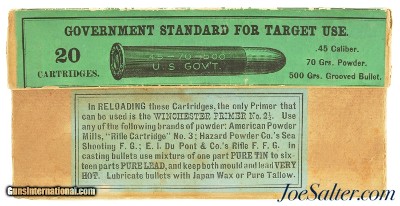 GOVERNMENT STANDARD FOR TARGET USE.
20
CARTRIDGES.
45-70-500
U S GOVT.
.45 Caliber.
70 Grs. Powder.
500 Grs. Grooved Bullet.
In RELOADING these Cartridges, the only Primer that
can be used is the WINCHESTER PRIMER No. 2½. Use
any of the following brands of powder: American Powder
Mills, "Rifle Cartridge" No. 3; Hazard Powder Co.'s Sea
Shooting F. G.; E. I. Du Pont & Co.'s Rifle F. F. G. In
casting bullets use mixture of one part PURE TIN to six-
teen parts PURE LEAD, and keep both mould and lead VERY
HOT. Lubricate bullets with Japan Wax or Pure Tallow.
GunsInternational.com
JoeSalter.com